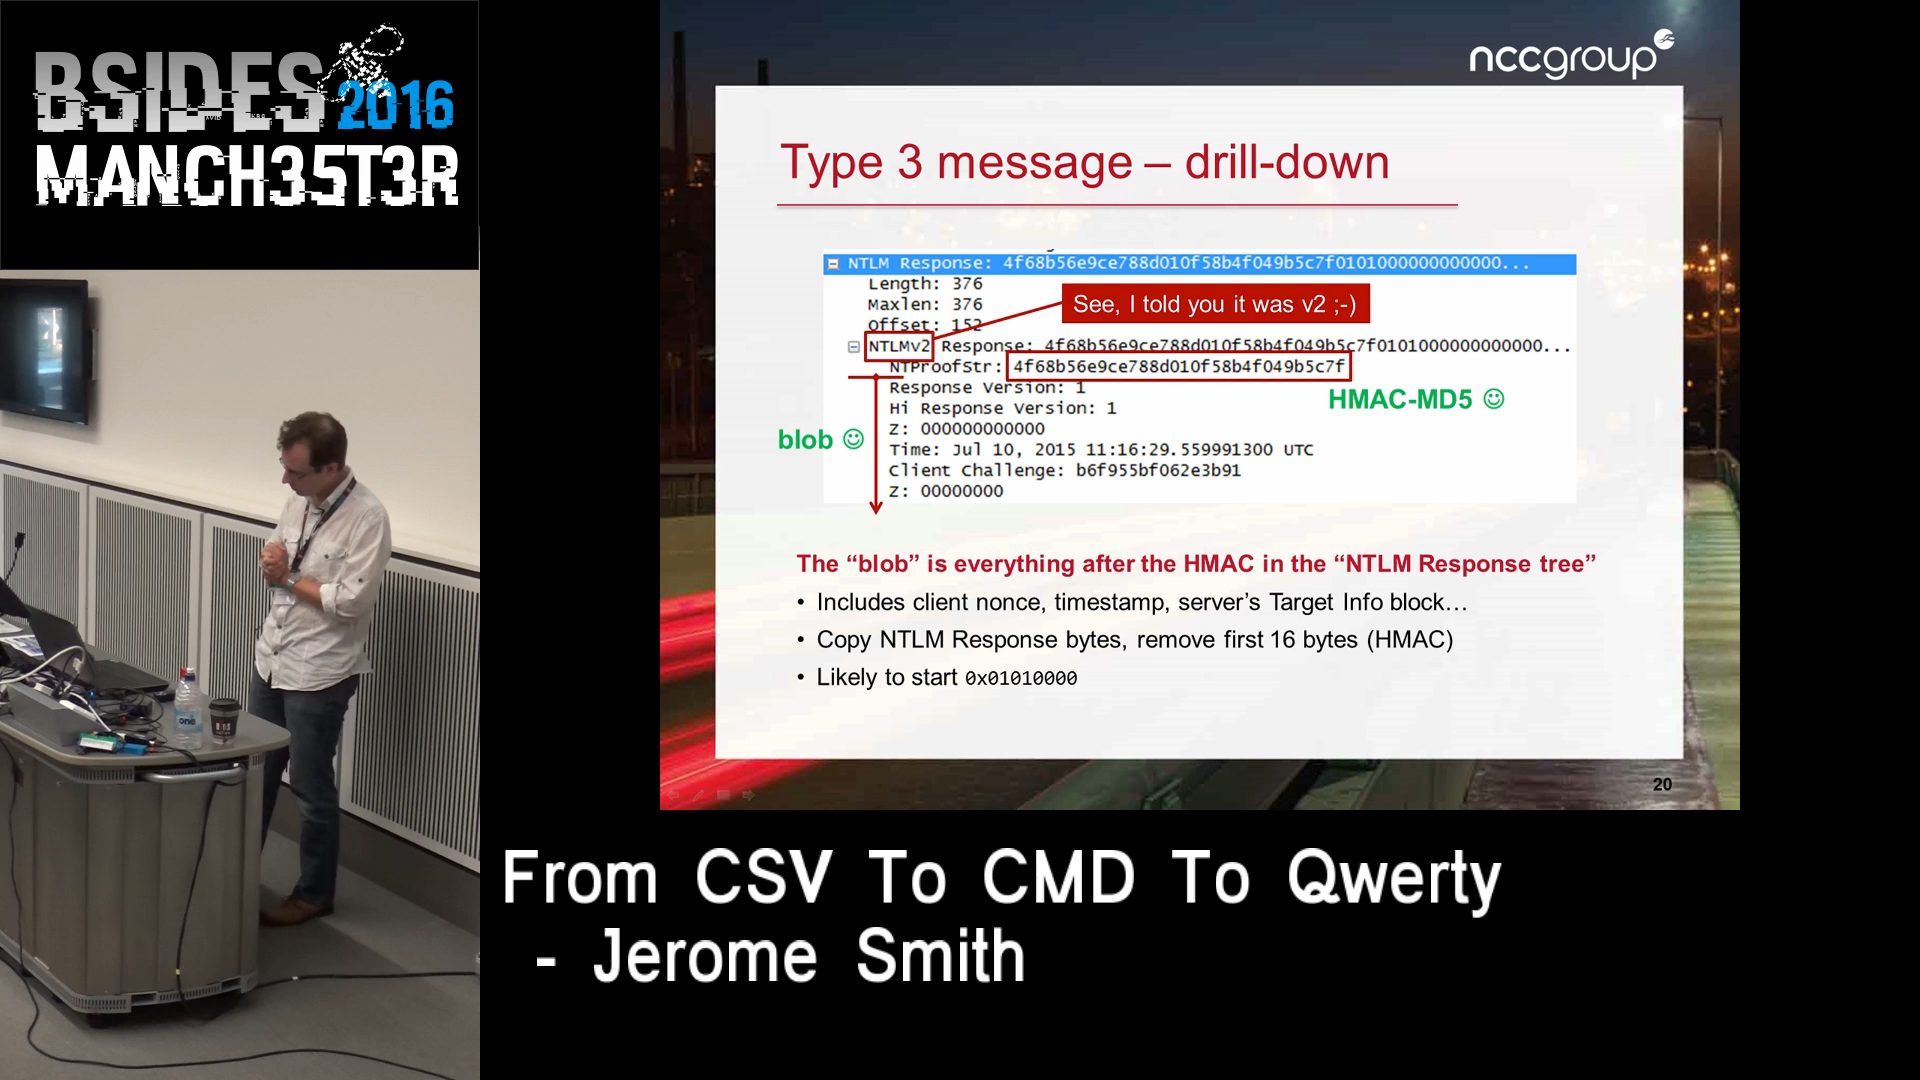 BSIDES 2016
MANCH35T3R
nccgroup
Type 3 message – drill-down
NTLM Response: 4f68b56e9ce788d010f58b4f049b5c7f0101000000000000...
Length: 376
Maxlen: 376
See, I told you it was v2 ;-)
Offset: 152
NTLMv2 Response: 4f68b56e9ce788d010f58b4f049b5c7f0101000000000000...
NTProofStr: 4f68b56e9ce788d010f58b4f049b5c7f
Response Version: 1
HMAC-MD5 ☺
Hi Response Version: 1
Z: 000000000000
blob ☺
Time: Jul 10, 2015 11:16:29.559991300 UTC
Client Challenge: b6f955bf062e3b91
Z: 00000000
The “blob” is everything after the HMAC in the “NTLM Response tree”
• Includes client nonce, timestamp, server’s Target Info block…
• Copy NTLM Response bytes, remove first 16 bytes (HMAC)
• Likely to start 0x01010000
20
one
From CSV To CMD To Qwerty
- Jerome Smith